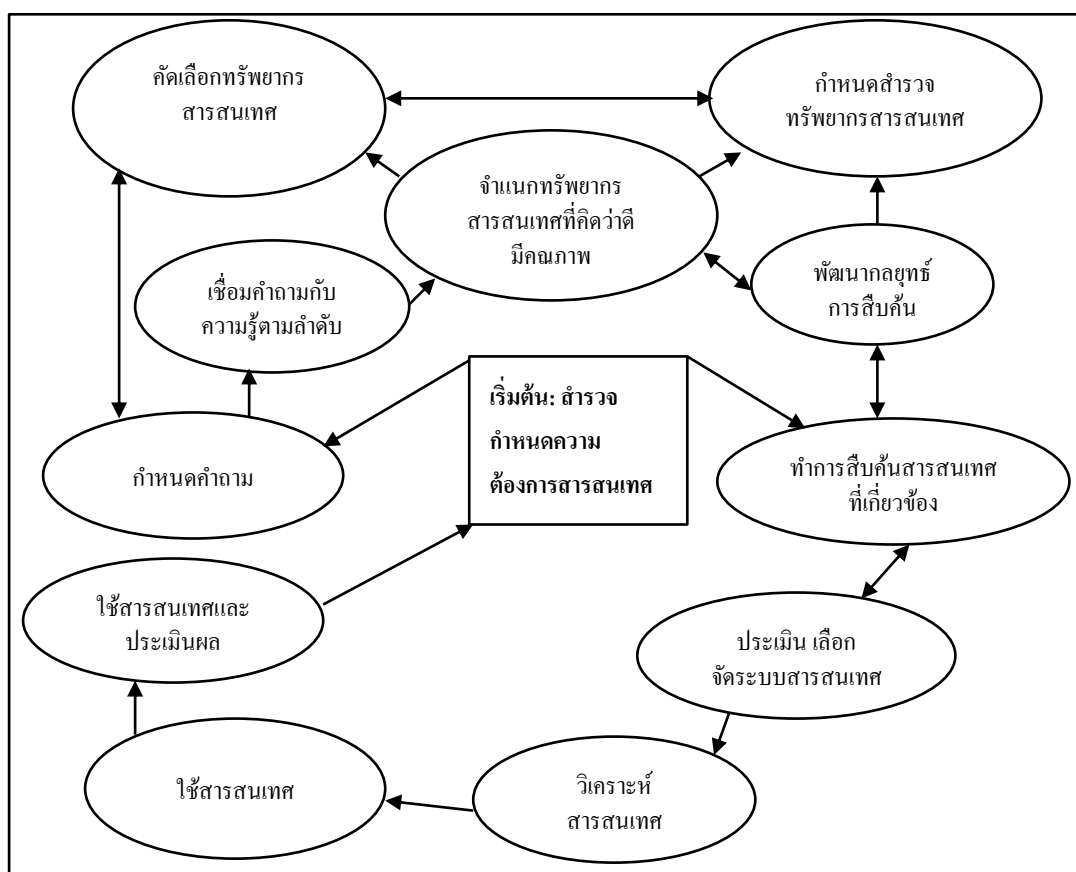 คัดเลือกทรัพยากร
สารสนเทศ
กำหนดสำรวจ
ทรัพยากรสารสนเทศ
จำแนกทรัพยากร
สารสนเทศที่คิดว่าดี
มีคณภาพ
พัฒนากลยุทธ์
การสืบค้น
เชื่อมคำถามกับ
ความรู้ตามลำดับ
เริ่มต้น: สำรวจ
กำหนดความ
ต้องการสารสนเทศ
กำหนดคำถาม
ทำการสืบค้นสารสนเทศ
ที่เกี่ยวข้อง
ใช้สารสนเทศและ
ประเมินผล
ประเมิน เลือก
จัดระบบสารสนเทศ
ใช้สารสนเทศ
วิเคราะห์
สารสนเทศ